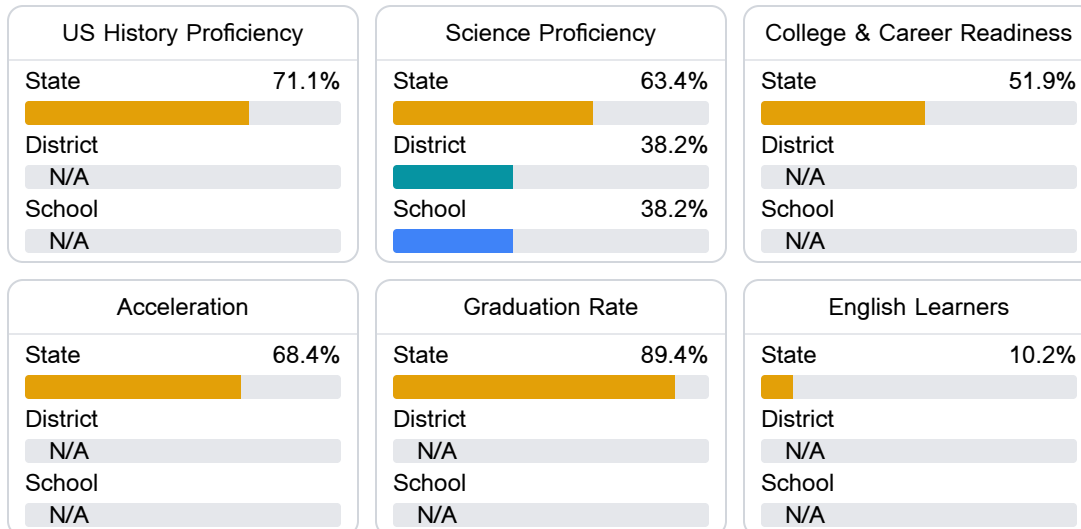 US History Proficiency
State 71.1%
District
N/A
School
N/A
Science Proficiency
State 63.4%
District 38.2%
School 38.2%
College & Career Readiness
State 51.9%
District
N/A
School
N/A
Acceleration
State 68.4%
District
N/A
School
N/A
Graduation Rate
State 89.4%
District
N/A
School
N/A
English Learners
State 10.2%
District
N/A
School
N/A